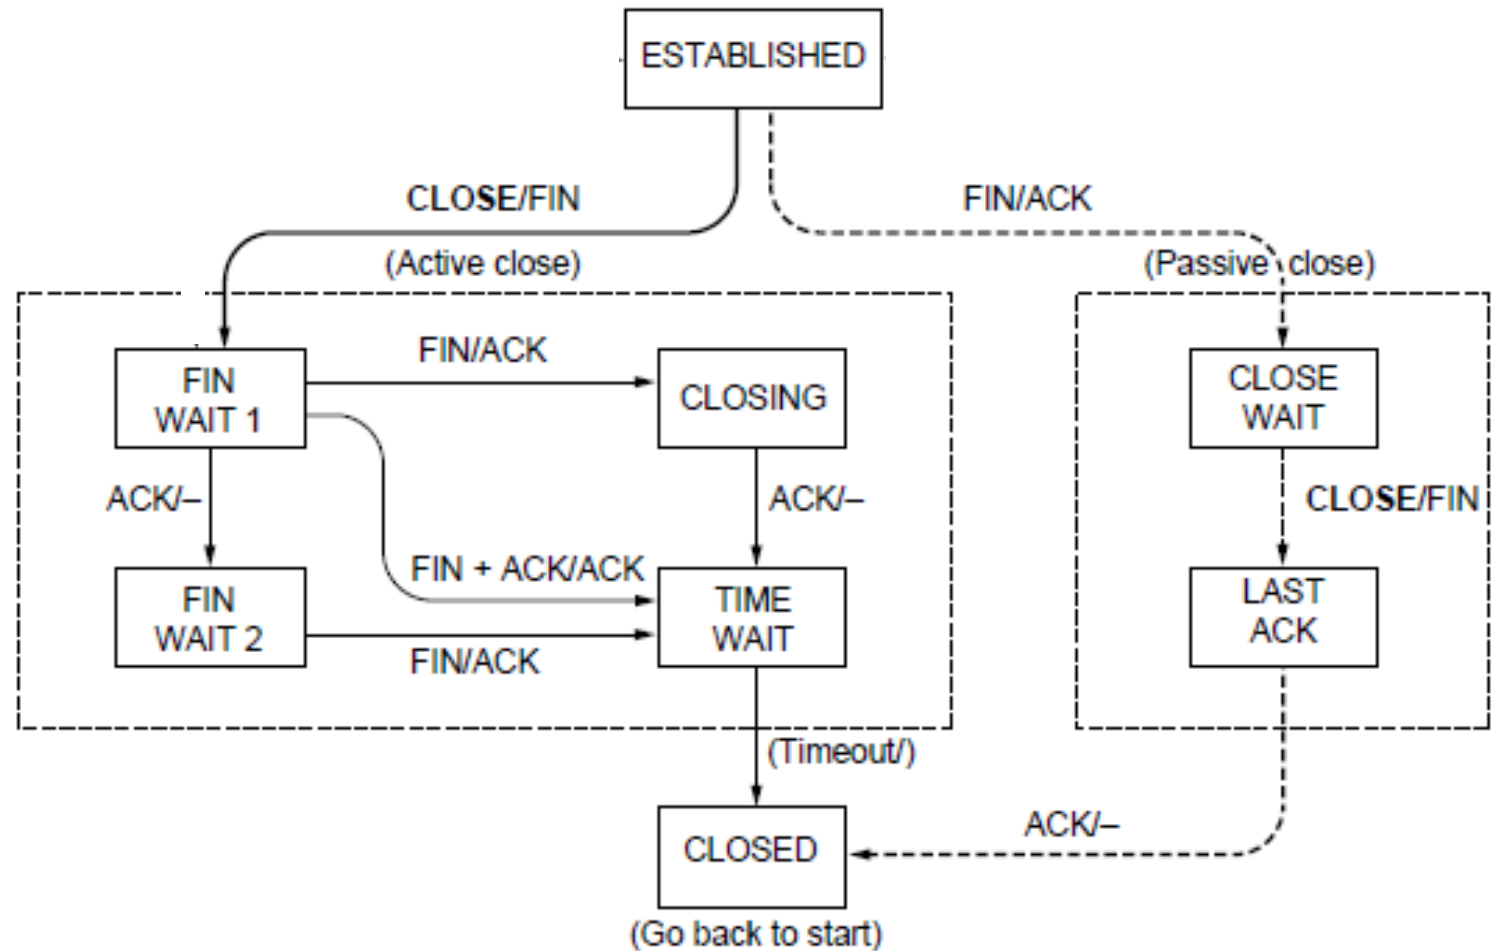 ESTABLISHED
CLOSE/FIN
FIN/ACK
(Active close)
(Passive close)
FIN
WAIT 1
FIN/ACK
CLOSING
CLOSE
WAIT
ACK/–
ACK/–
CLOSE/FIN
FIN + ACK/ACK
FIN
WAIT 2
TIME
WAIT
LAST
ACK
FIN/ACK
(Timeout/)
ACK/–
CLOSED
(Go back to start)